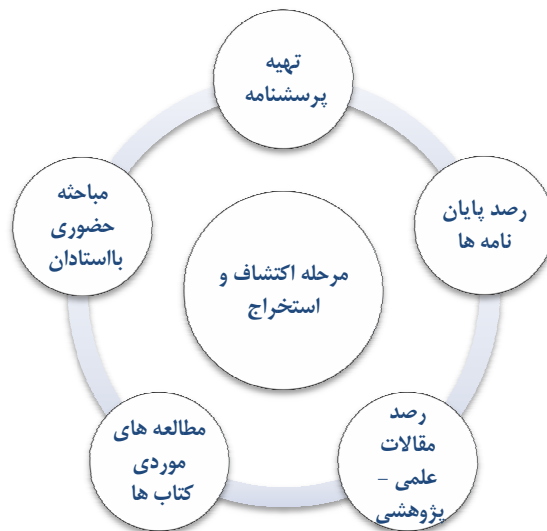 تهیه
پرسشنامه
رصد پایان
نامه ها
رصد
مقالات
علمی –
پژوهشی
مطالعه های
موردی
کتاب ها
مباحثه
حضوری
بااستادان
مرحله اکتشاف و
استخراج